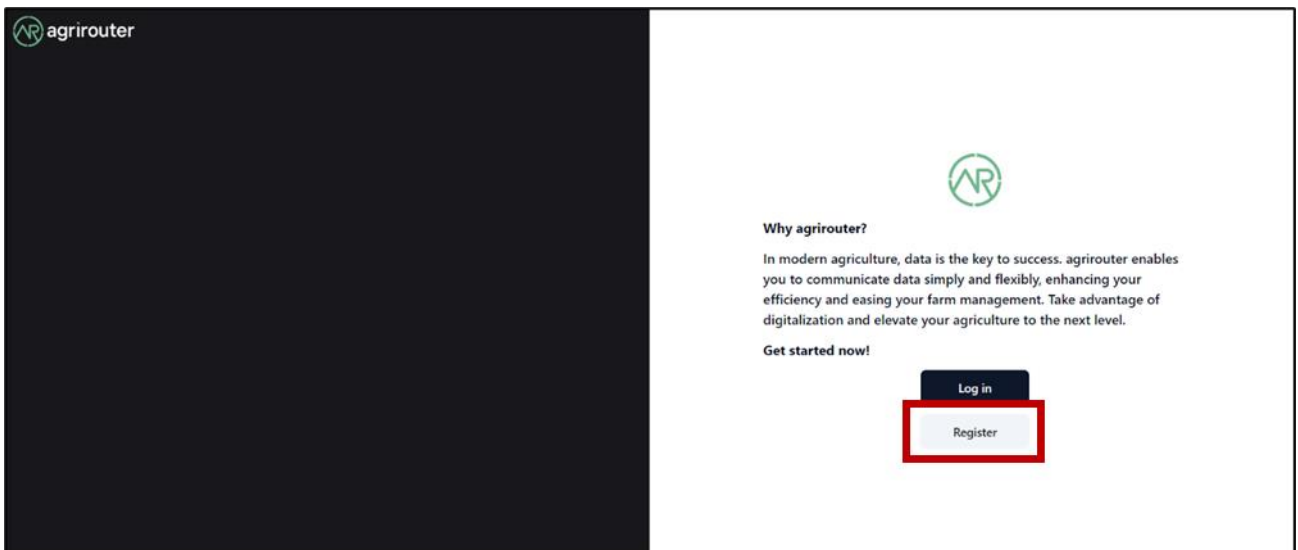 agrirouter
AR
Why agrirouter?
In modern agriculture, data is the key to success. agrirouter enables
you to communicate data simply and flexibly, enhancing your
efficiency and easing your farm management. Take advantage of
digitalization and elevate your agriculture to the next level.
Get started now!
Log in
Register